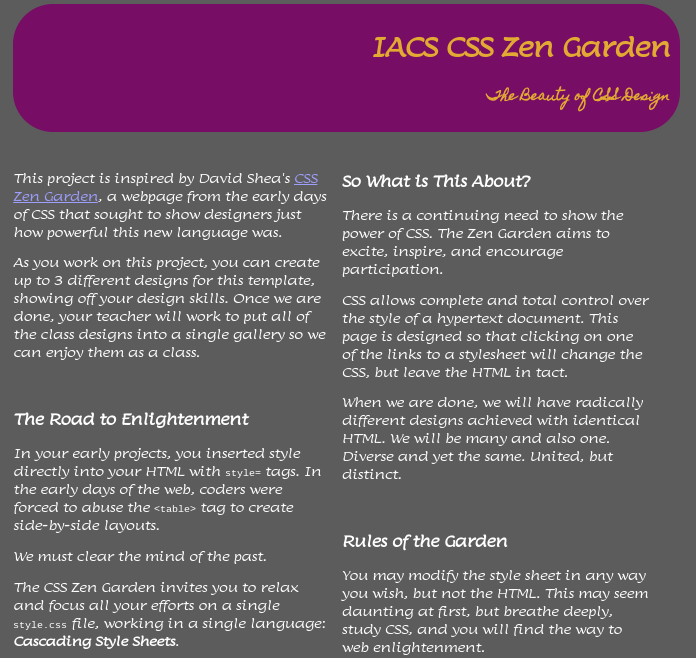 IACS CSS Zen Garden
The Beauty of CSS Design
This project is inspired by David Shea's CSS
Zen Garden, a webpage from the early days
of CSS that sought to show designers just
how powerful this new language was.
As you work on this project, you can create
up to 3 different designs for this template,
showing off your design skills. Once we are
done, your teacher will work to put all of
the class designs into a single gallery so we
can enjoy them as a class.
The Road to Enlightenment
In your early projects, you inserted style
directly into your HTML with style= tags. In
the early days of the web, coders were
forced to abuse the <table> tag to create
side-by-side layouts.
We must clear the mind of the past.
The CSS Zen Garden invites you to relax
and focus all your efforts on a single
style.css file, working in a single language:
Cascading Style Sheets.
So What is This About?
There is a continuing need to show the
power of CSS. The Zen Garden aims to
excite, inspire, and encourage
participation.
CSS allows complete and total control over
the style of a hypertext document. This
page is designed so that clicking on one
of the links to a stylesheet will change the
CSS, but leave the HTML in tact.
When we are done, we will have radically
different designs achieved with identical
HTML. We will be many and also one.
Diverse and yet the same. United, but
distinct.
Rules of the Garden
You may modify the style sheet in any way
you wish, but not the HTML. This may seem
daunting at first, but breathe deeply,
study CSS, and you will find the way to
web enlightenment.